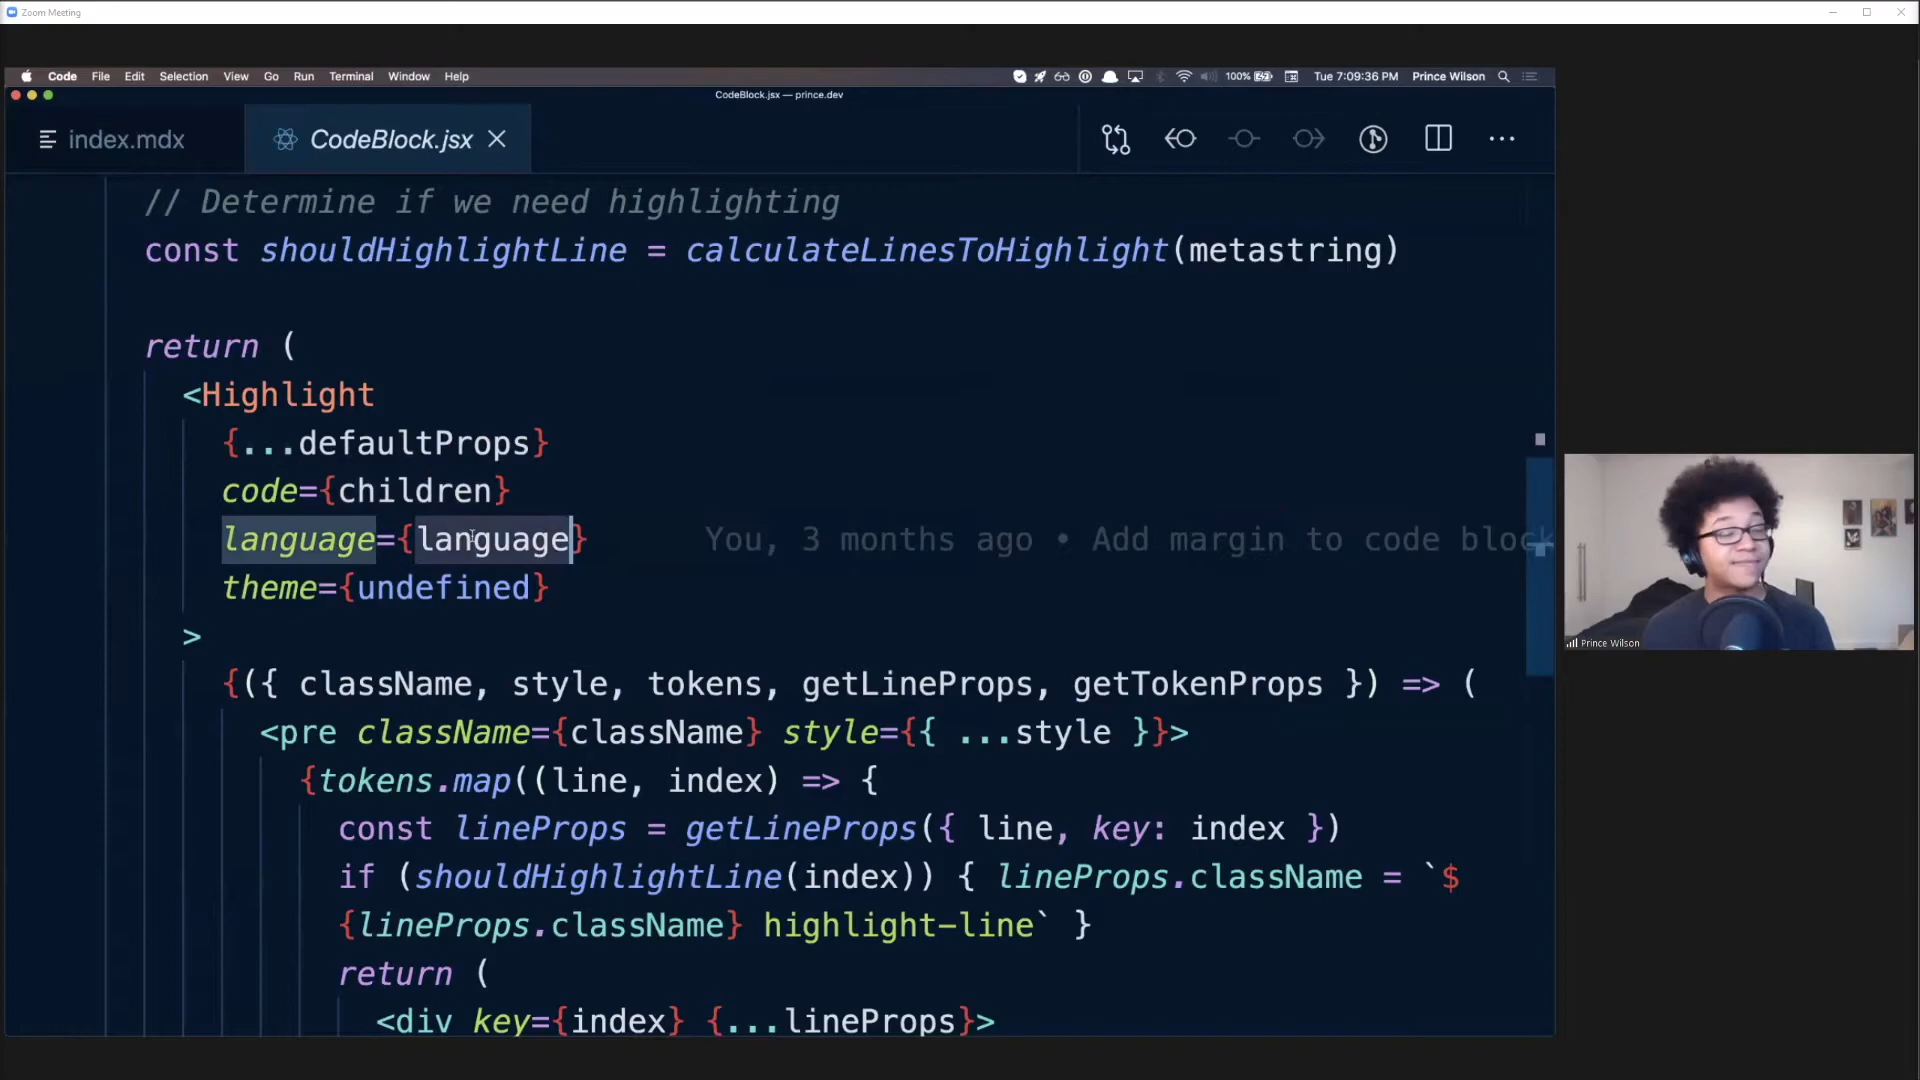 Zoom Meeting
Code File Edit Selection View Go Run Terminal Window Help 100% Tue 7:09:36 PM Prince Wilson
CodeBlock.jsx — prince.dev
index.mdx CodeBlock.jsx
// Determine if we need highlighting
const shouldHighlightLine = calculateLinesToHighlight(metastring)
return (
<Highlight
{...defaultProps}
code={children}
language={language} You, 3 months ago • Add margin to code block
theme={undefined}
>
{({ className, style, tokens, getLineProps, getTokenProps }) => (
<pre className={className} style={{ ...style }}>
{tokens.map((line, index) => {
const lineProps = getLineProps({ line, key: index })
if (shouldHighlightLine(index)) { lineProps.className = `$
{lineProps.className} highlight-line` }
return (
<div key={index} {...lineProps}>
Prince Wilson